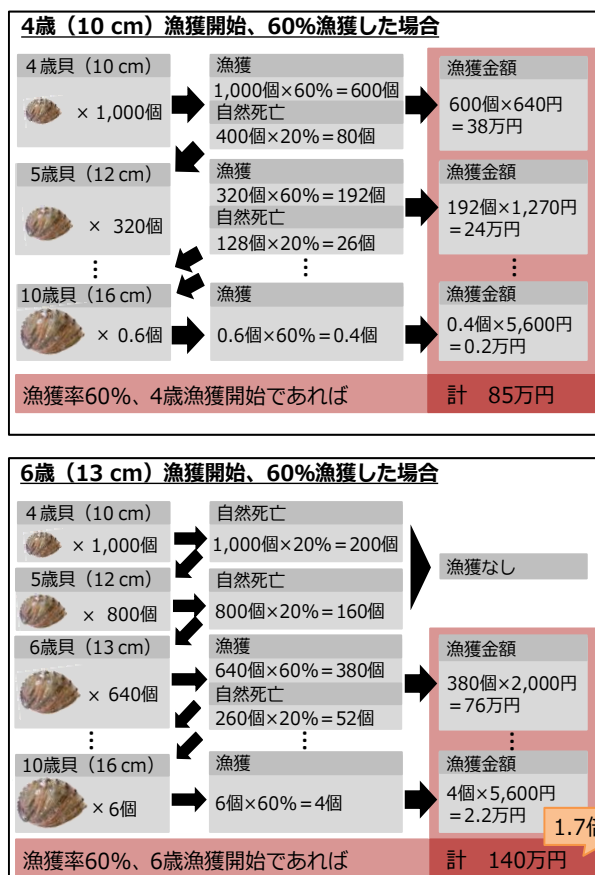 4歳（10 cm）漁獲開始、60%漁獲した場合
4歳貝（10 cm）
× 1,000個
漁獲
1,000個×60%＝600個
自然死亡
400個×20%＝80個
漁獲金額
600個×640円
＝38万円
5歳貝（12 cm）
× 320個
漁獲
320個×60%＝192個
自然死亡
128個×20%＝26個
漁獲金額
192個×1,270円
＝24万円
⋮
⋮
⋮
10歳貝（16 cm）
× 0.6個
漁獲
0.6個×60%＝0.4個
漁獲金額
0.4個×5,600円
＝0.2万円
漁獲率60%、4歳漁獲開始であれば
計 85万円
6歳（13 cm）漁獲開始、60%漁獲した場合
4歳貝（10 cm）
× 1,000個
自然死亡
1,000個×20%＝200個
漁獲なし
5歳貝（12 cm）
× 800個
自然死亡
800個×20%＝160個
6歳貝（13 cm）
× 640個
漁獲
640個×60%＝380個
自然死亡
260個×20%＝52個
漁獲金額
380個×2,000円
＝76万円
⋮
⋮
⋮
10歳貝（16 cm）
× 6個
漁獲
6個×60%＝4個
漁獲金額
4個×5,600円
＝2.2万円
1.7倍
漁獲率60%、6歳漁獲開始であれば
計 140万円